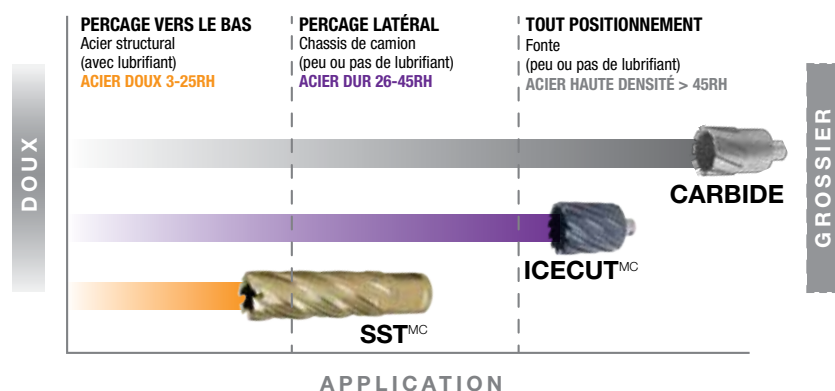 PERCAGE VERS LE BAS
Acier structural
(avec lubrifiant)
ACIER DOUX 3-25RH
PERCAGE LATÉRAL
Chassis de camion
(peu ou pas de lubrifiant)
ACIER DUR 26-45RH
TOUT POSITIONNEMENT
Fonte
(peu ou pas de lubrifiant)
ACIER HAUTE DENSITÉ > 45RH
DOUX
GROSSIER
CARBIDE
ICECUTMC
SSTMC
APPLICATION